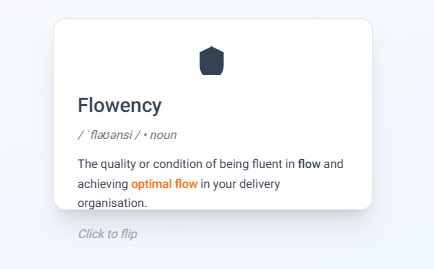 Flowency
/ ˈfləʊənsi / • noun
The quality or condition of being fluent in flow and
achieving optimal flow in your delivery
organisation.
Click to flip